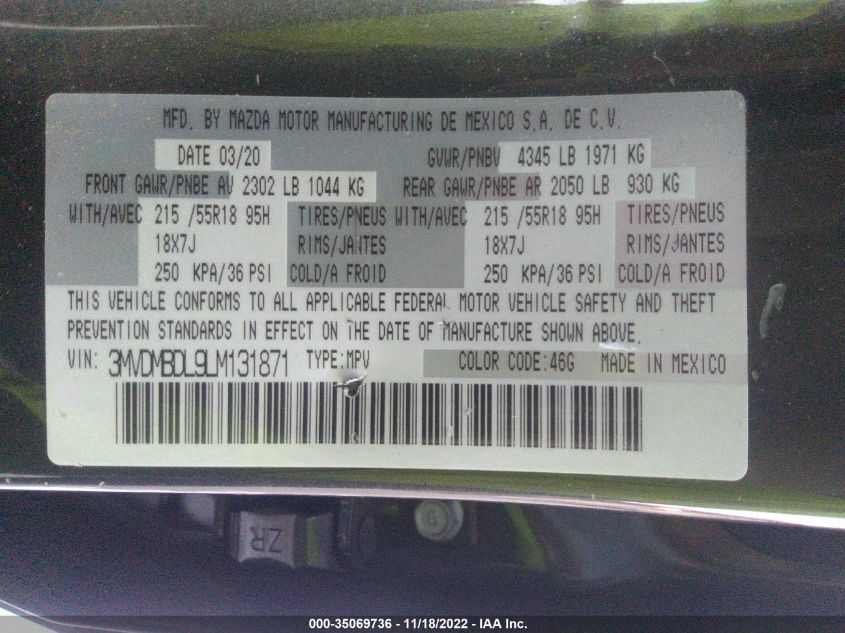 MFD. BY MAZDA MOTOR MANUFACTURING DE MEXICO S.A. DE C.V.
DATE 03/20 GVWR/PNBV 4345 LB 1971 KG
FRONT GAWR/PNBE AV 2302 LB 1044 KG REAR GAWR/PNBE AR 2050 LB 930 KG
WITH/AVEC 215 /55R18 95H TIRES/PNEUS WITH/AVEC 215 /55R18 95H TIRES/PNEUS
18X7J RIMS/JANTES 18X7J RIMS/JANTES
250 KPA/36 PSI COLD/A FROID 250 KPA/36 PSI COLD/A FROID
THIS VEHICLE CONFORMS TO ALL APPLICABLE FEDERAL MOTOR VEHICLE SAFETY AND THEFT
PREVENTION STANDARDS IN EFFECT ON THE DATE OF MANUFACTURE SHOWN ABOVE.
VIN: 3MVDMBDL9LM131871 TYPE:MPV COLOR CODE:46G MADE IN MEXICO
ZR
000-35069736 - 11/18/2022 - IAA Inc.